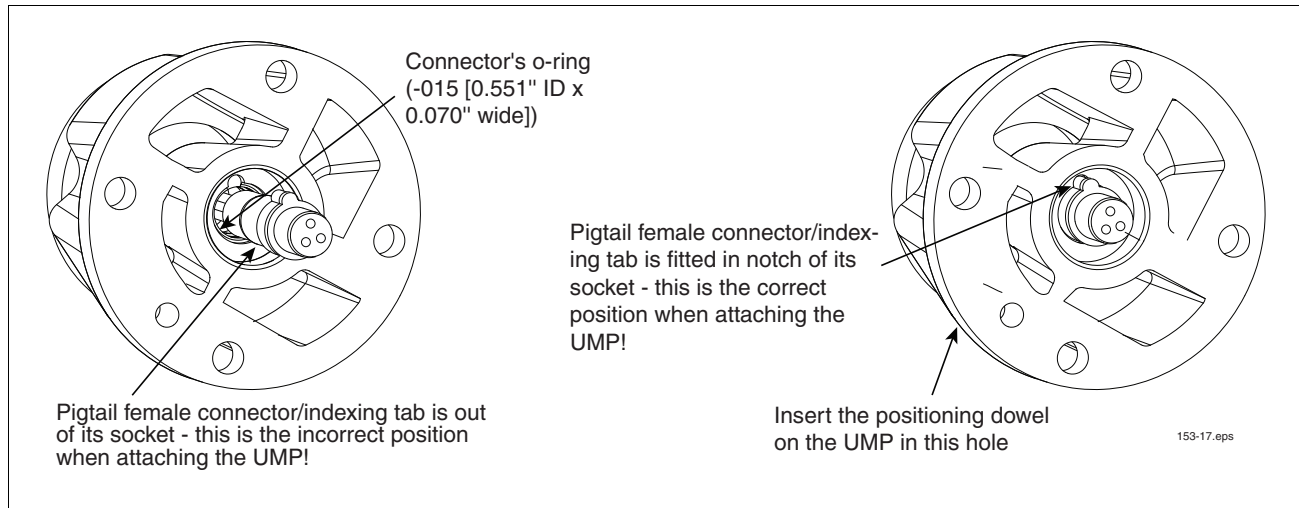 Connector's o-ring
(-015 [0.551" ID x
0.070" wide])
Pigtail female connector/indexing tab is out
of its socket - this is the incorrect position
when attaching the UMP!
Pigtail female connector/index-
ing tab is fitted in notch of its
socket - this is the correct
position when attaching the
UMP!
Insert the positioning dowel
on the UMP in this hole
153-17.eps